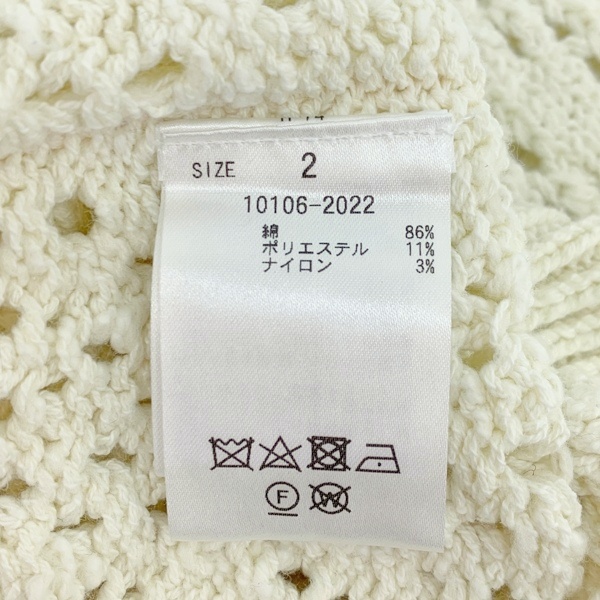 SIZE 2
10106-2022
綿 86%
ポリエステル 11%
ナイロン 3%
F W